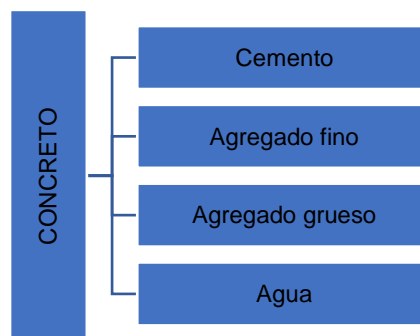 CONCRETO
Cemento
Agregado fino
Agregado grueso
Agua